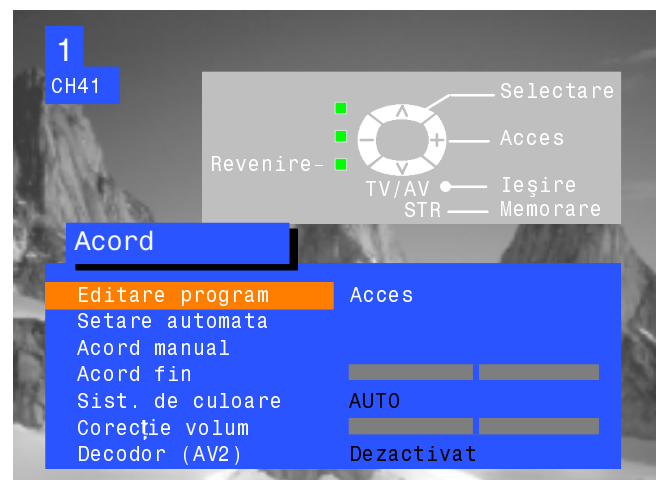 1
CH41
Selectare
Acces
Revenire-
TV/AV Ieşire
STR Memorare
Acord
Editare program Acces
Setare automata
Acord manual
Acord fin
Sist. de culoare AUTO
Corecţie volum
Decodor (AV2) Dezactivat